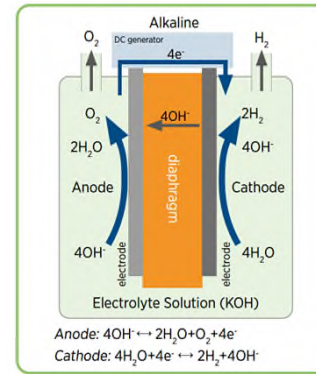 Alkaline
O₂
DC generator
H₂
4e⁻
O₂
4OH⁻
2H₂
2H₂O
4OH⁻
Anode
diaphragm
Cathode
4OH⁻
electrode
electrode
4H₂O
Electrolyte Solution (KOH)
Anode: 4OH⁻ ↔ 2H₂O+O₂+4e⁻
Cathode: 4H₂O+4e⁻ ↔ 2H₂+4OH⁻